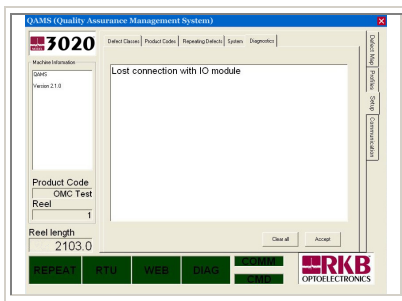 QAMS (Quality Assurance Management System)
3020
Defect Classes Product Codes Repeating Defects System Diagnostics
Machine Information
QAMS
Version 2.1.0
Lost connection with IO module
Defect Map
Profiles
Setup
Communication
Product Code
OMC Test
Reel
1
Reel length
2103.0
Clear all Accept
REPEAT RTU WEB DIAG COMM
CMD
RKB
OPTOELECTRONICS